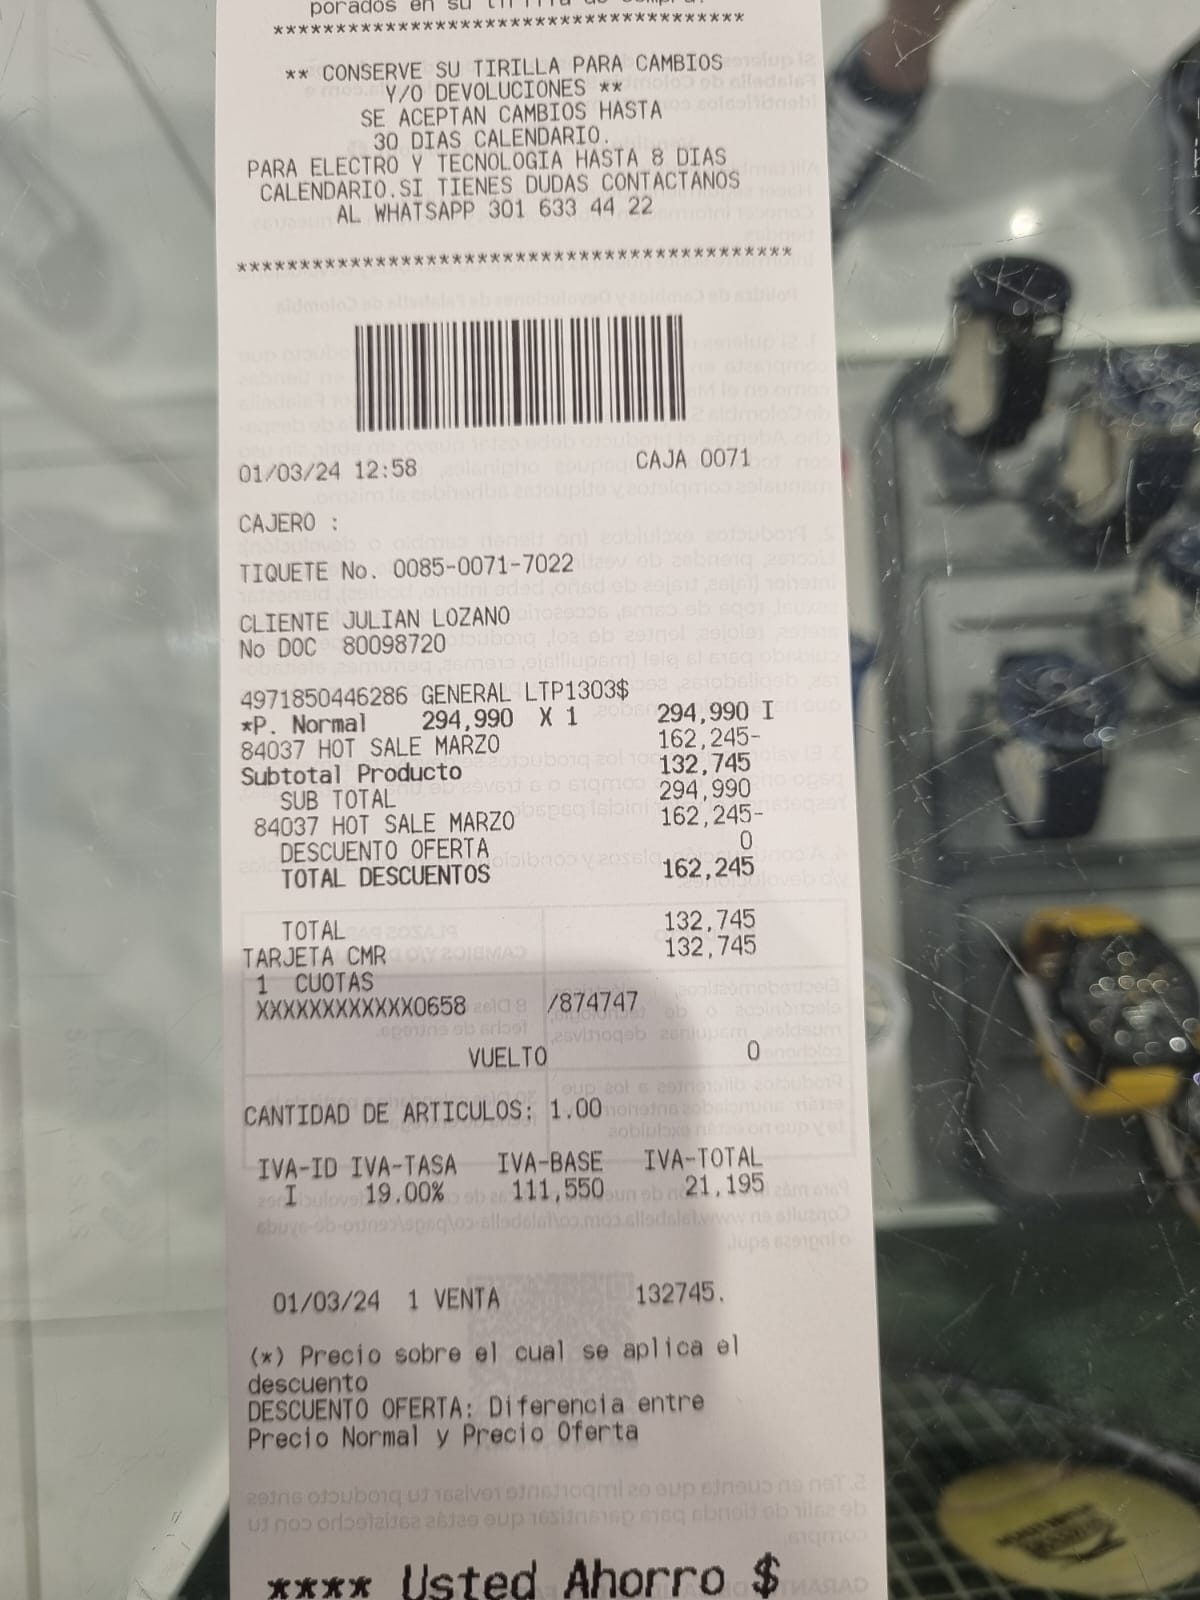 porados en su tirilla de compra.
*************************************
** CONSERVE SU TIRILLA PARA CAMBIOS
Y/O DEVOLUCIONES **
SE ACEPTAN CAMBIOS HASTA
30 DIAS CALENDARIO.
PARA ELECTRO Y TECNOLOGIA HASTA 8 DIAS
CALENDARIO.SI TIENES DUDAS CONTACTANOS
AL WHATSAPP 301 633 44 22
********************************************
01/03/24 12:58 CAJA 0071
CAJERO :
TIQUETE No. 0085-0071-7022
CLIENTE JULIAN LOZANO
No DOC 80098720
4971850446286 GENERAL LTP1303$
*P. Normal 294,990 X 1 294,990 I
84037 HOT SALE MARZO 162,245-
Subtotal Producto 132,745
SUB TOTAL 294,990
84037 HOT SALE MARZO 162,245-
DESCUENTO OFERTA 0
TOTAL DESCUENTOS 162,245
TOTAL 132,745
TARJETA CMR 132,745
1 CUOTAS
XXXXXXXXXXXX0658 /874747
VUELTO 0
CANTIDAD DE ARTICULOS: 1.00
IVA-ID IVA-TASA IVA-BASE IVA-TOTAL
I 19.00% 111,550 21,195
01/03/24 1 VENTA 132745.
(*) Precio sobre el cual se aplica el
descuento
DESCUENTO OFERTA: Diferencia entre
Precio Normal y Precio Oferta
**** Usted Ahorro $